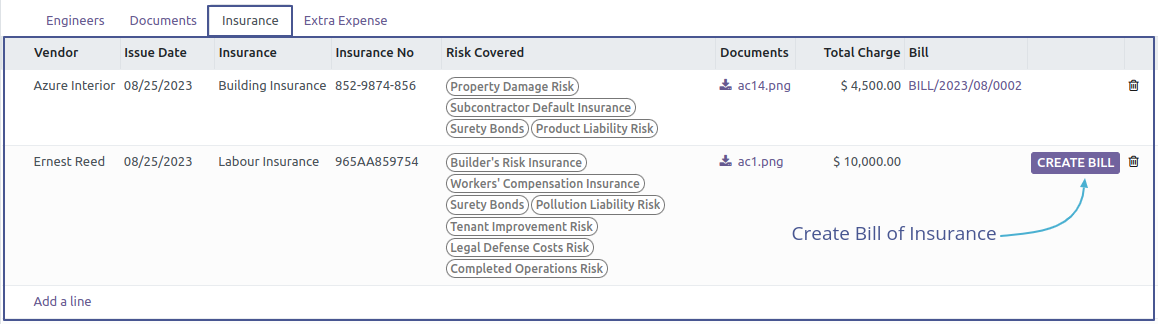 Engineers Documents Insurance Extra Expense
Vendor Issue Date Insurance Insurance No Risk Covered Documents Total Charge Bill
Azure Interior 08/25/2023 Building Insurance 852-9874-856 Property Damage Risk ac14.png $ 4,500.00 BILL/2023/08/0002
Subcontractor Default Insurance
Surety Bonds Product Liability Risk
Ernest Reed 08/25/2023 Labour Insurance 965AA859754 Builder's Risk Insurance ac1.png $ 10,000.00 CREATE BILL
Workers' Compensation Insurance
Surety Bonds Pollution Liability Risk
Tenant Improvement Risk
Create Bill of Insurance
Legal Defense Costs Risk
Completed Operations Risk
Add a line